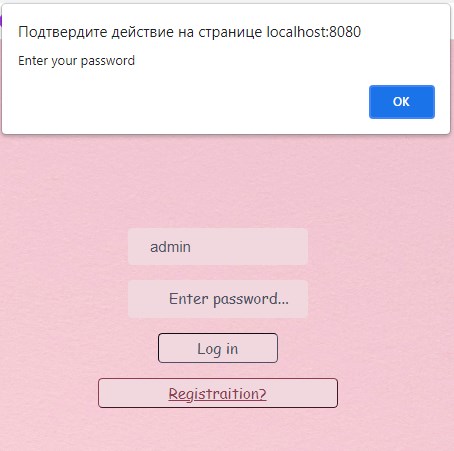 Подтвердите действие на странице localhost:8080
Enter your password
OK
admin
Enter password...
Log in
Registraition?